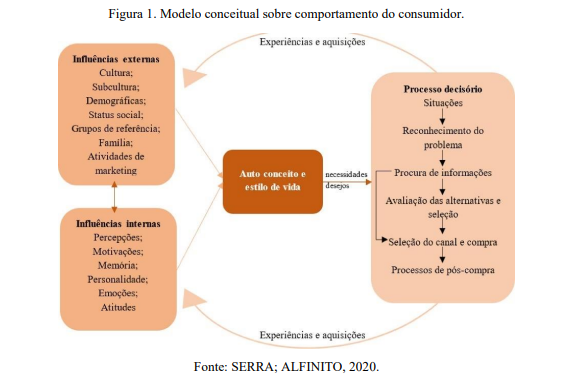 Figura 1. Modelo conceitual sobre comportamento do consumidor.
Experiências e aquisições
Influências externas
Cultura;
Subcultura;
Demográficas;
Status social;
Grupos de referência;
Família;
Atividades de
marketing
Influências internas
Percepções;
Motivações;
Memória;
Personalidade;
Emoções;
Atitudes
Auto conceito e
estilo de vida
necessidades
desejos
Processo decisório
Situações
Reconhecimento do
problema
Procura de informações
Avaliação das alternativas e
seleção
Seleção do canal e compra
Processos de pós-compra
Experiências e aquisições
Fonte: SERRA; ALFINITO, 2020.